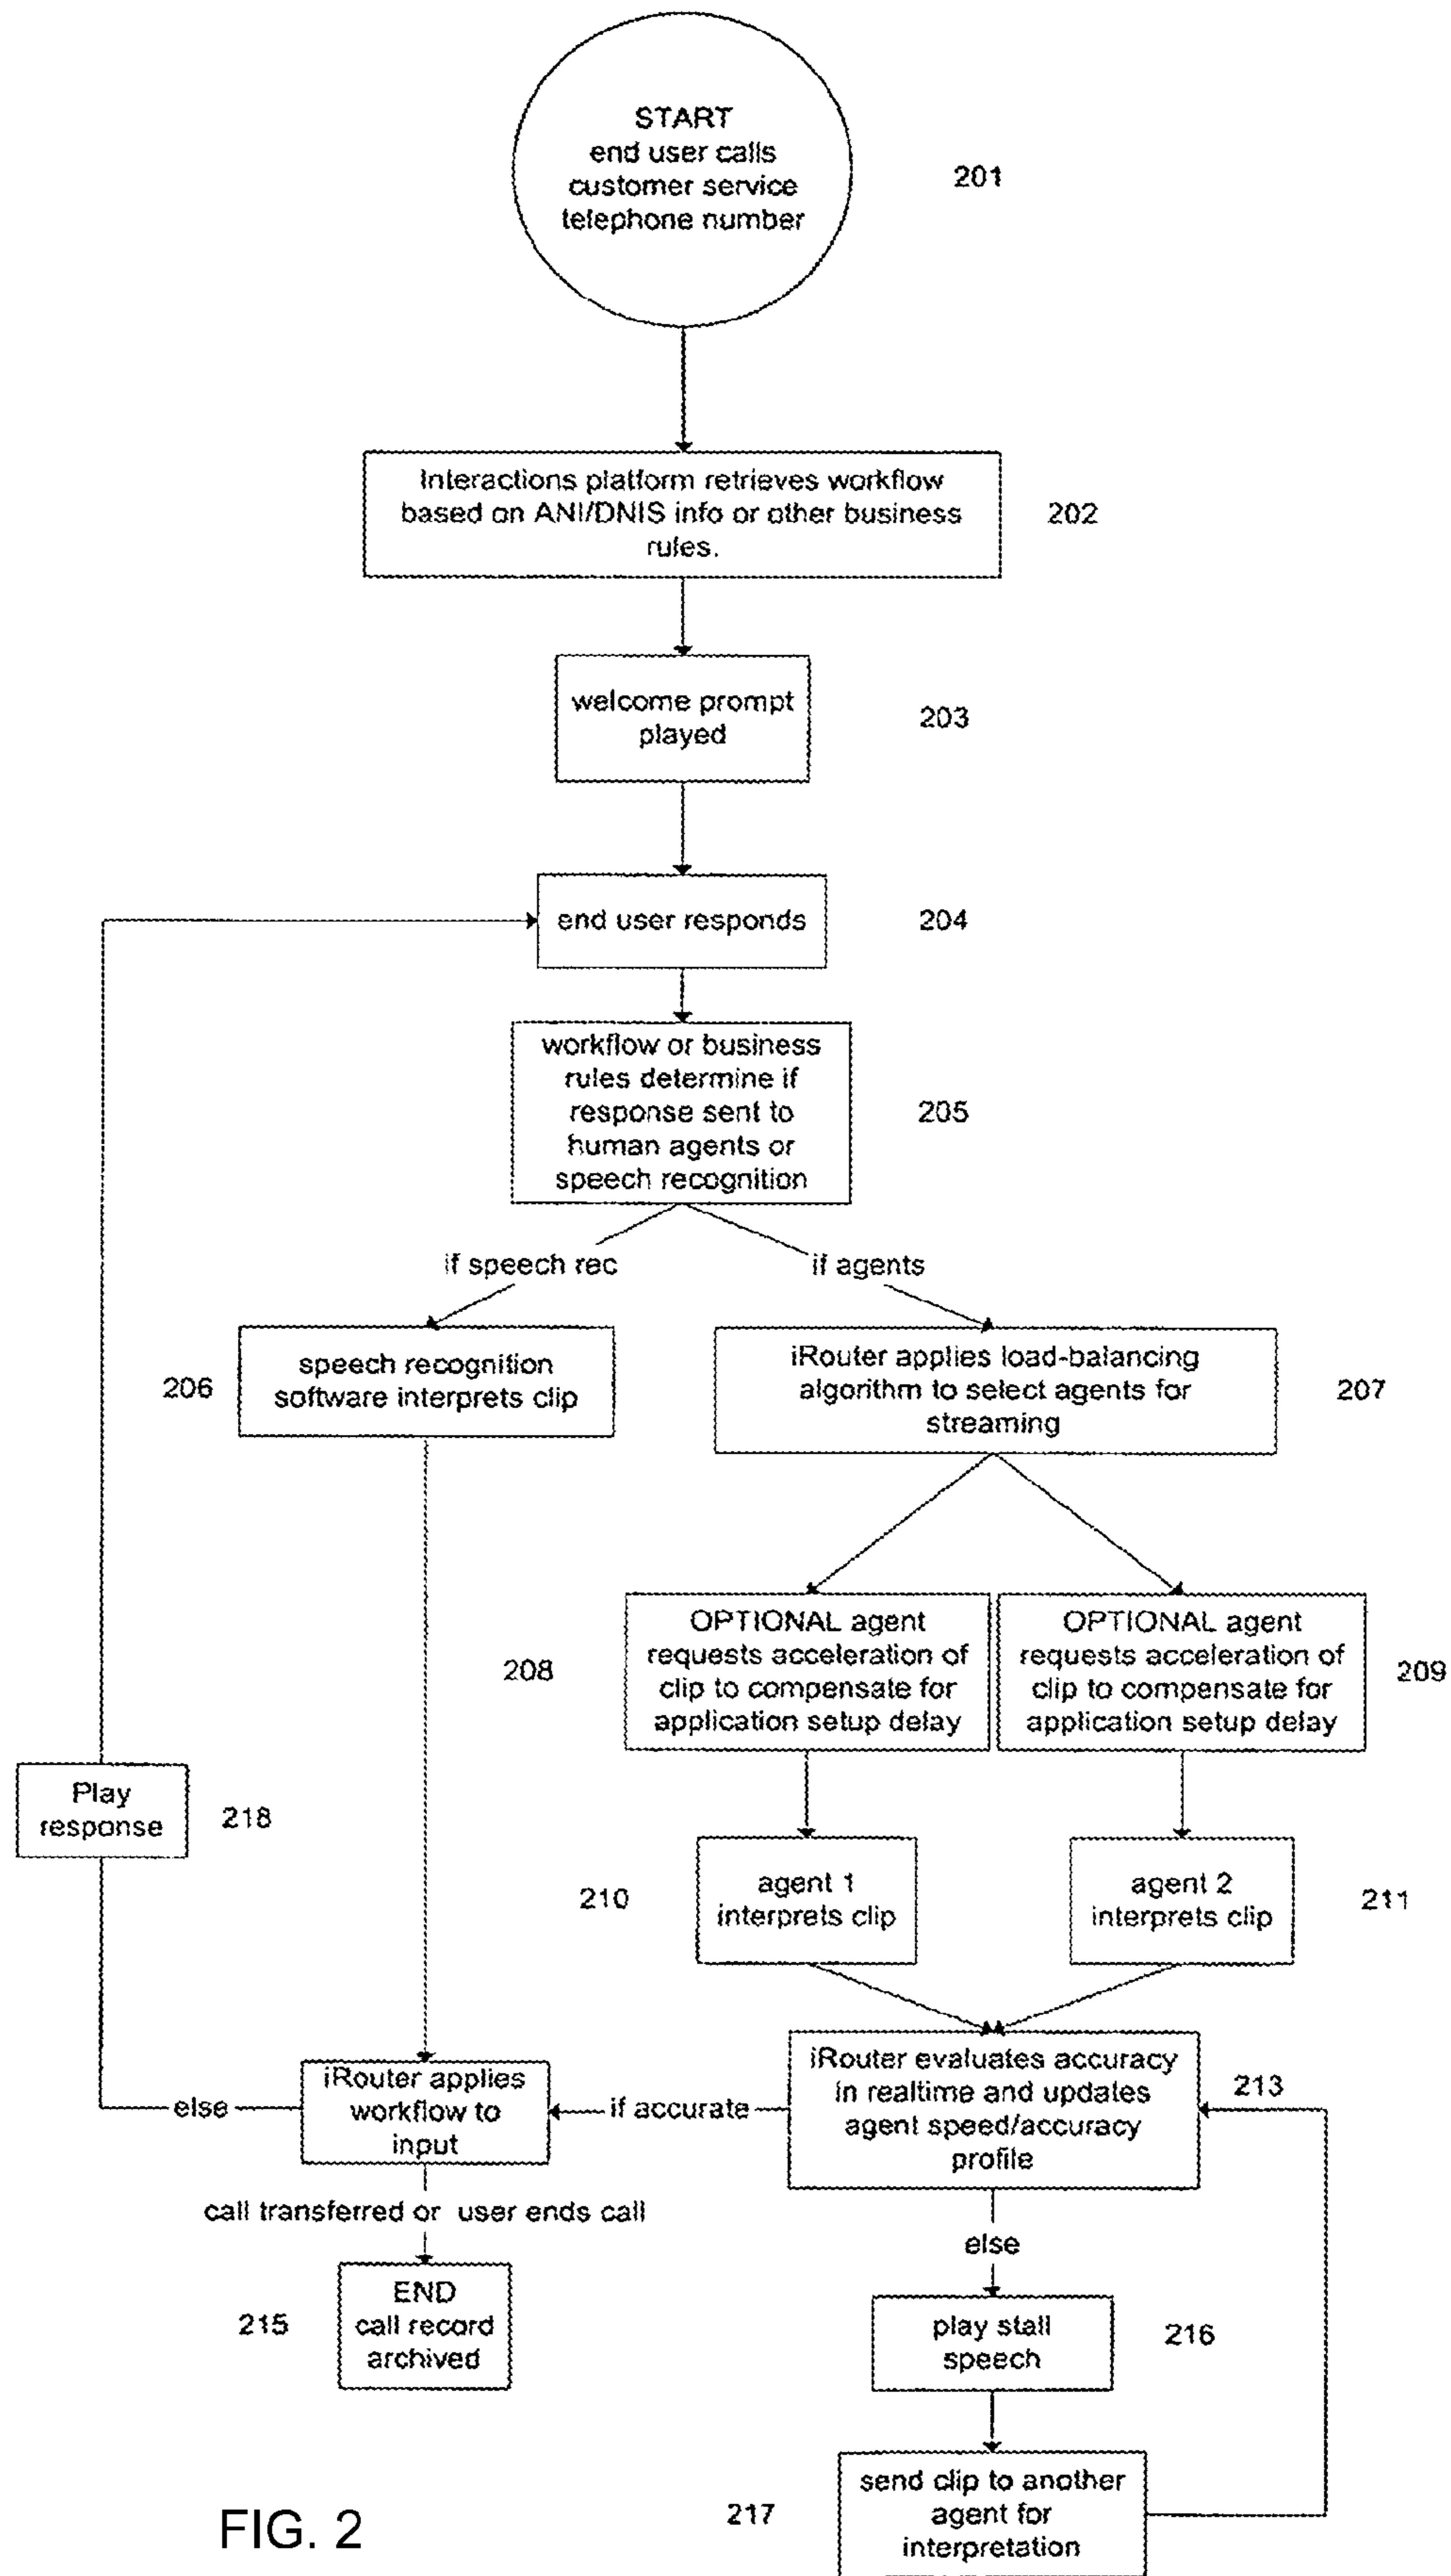 START
end user calls
customer service
telephone number
201
Interactions platform retrieves workflow
based on ANI/DNIS info or other business
rules.
202
welcome prompt
played
203
end user responds
204
workflow or business
rules determine if
response sent to
human agents or
speech recognition
205
if speech rec
if agents
206
speech recognition
software interprets clip
iRouter applies load-balancing
algorithm to select agents for
streaming
207
208
OPTIONAL agent
requests acceleration of
clip to compensate for
application setup delay
OPTIONAL agent
requests acceleration of
clip to compensate for
application setup delay
209
Play
response
218
210
agent 1
interprets clip
agent 2
interprets clip
211
else
iRouter applies
workflow to
input
if accurate
iRouter evaluates accuracy
in realtime and updates
agent speed/accuracy
profile
213
call transferred or user ends call
else
215
END
call record
archived
play stall
speech
216
217
send clip to another
agent for
interpretation
FIG. 2